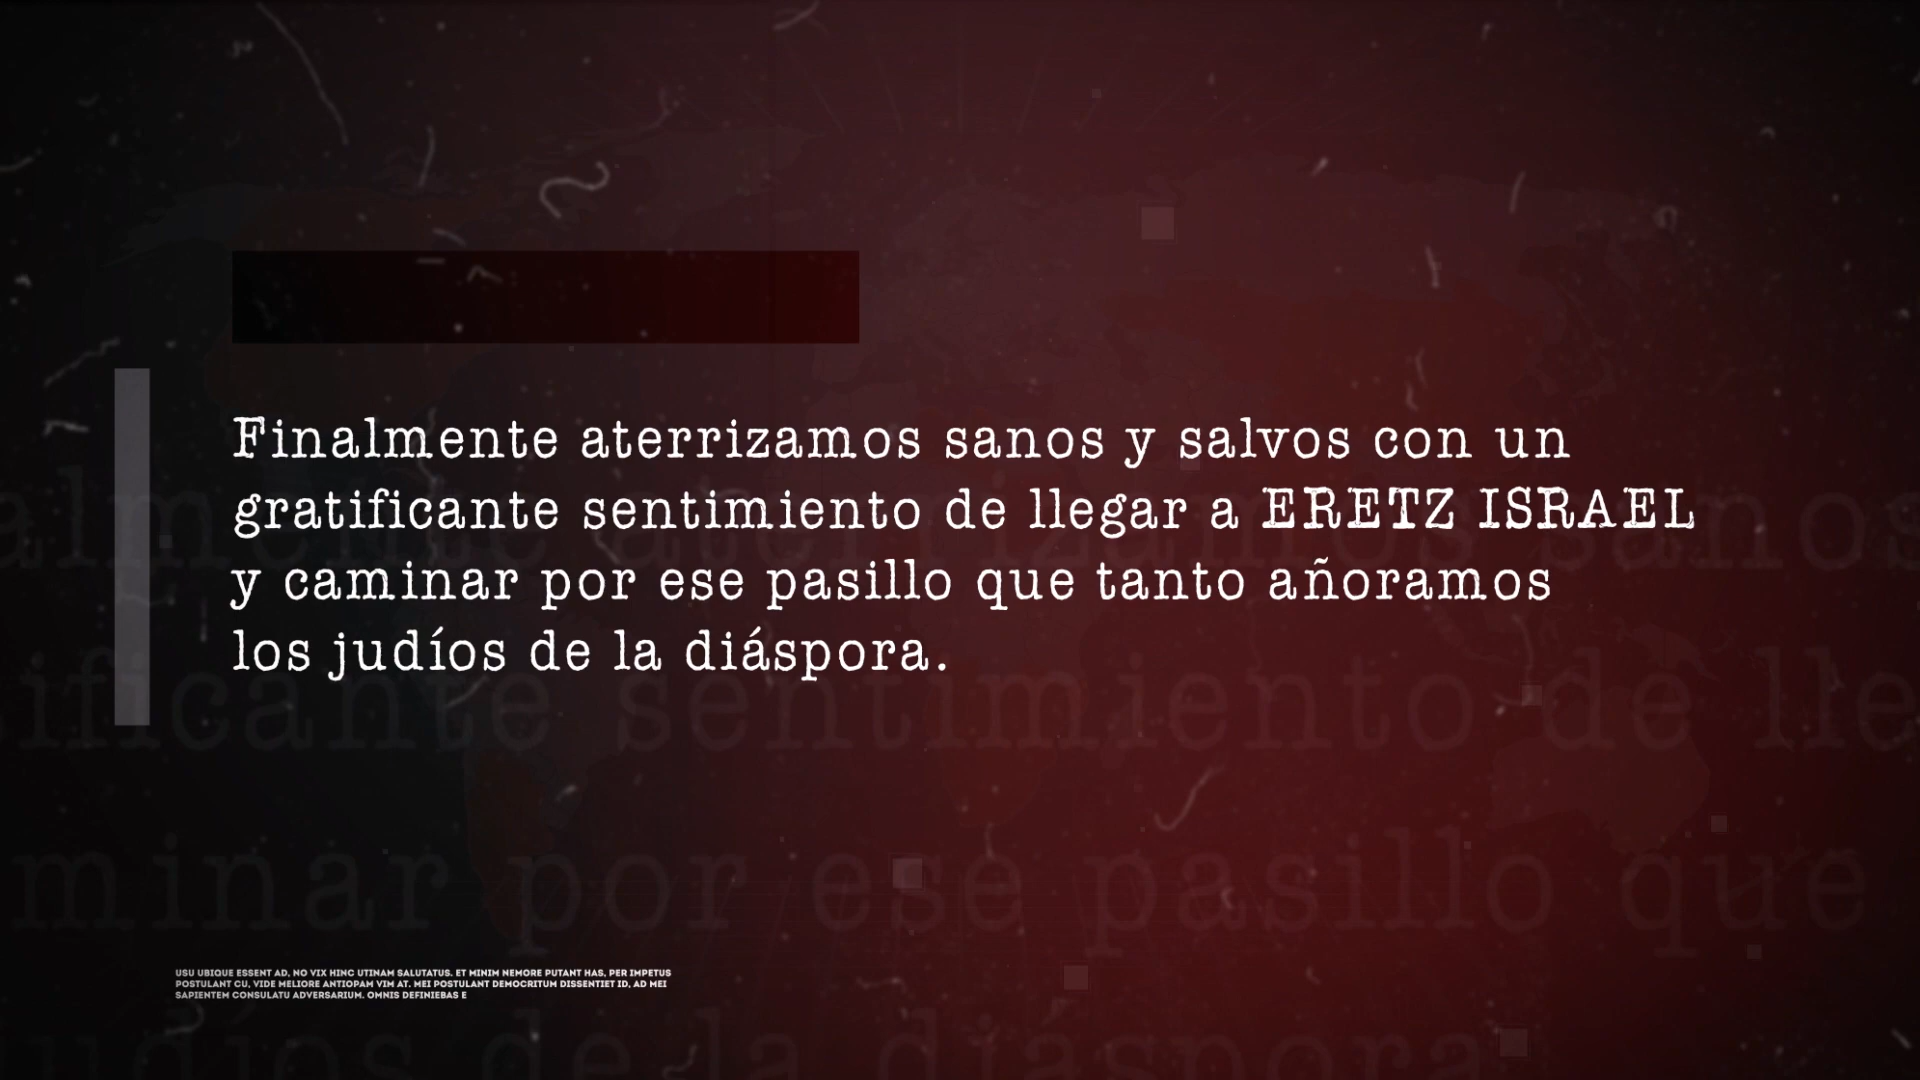 Finalmente aterrizamos sanos y salvos con un
gratificante sentimiento de llegar a ERETZ ISRAEL
y caminar por ese pasillo que tanto añoramos
los judíos de la diáspora.
USU UBIQUE ESSENT AD, NO VIX HINC UTINAM SALUTATUS. ET MINIM NEMORE PUTANT HAS, PER IMPETUS
POSTULANT CU, VIDE MELIORE ANTIOPAM VIM AT. MEI POSTULANT DEMOCRITUM DISSENTIET ID, AD MEI
SAPIENTEM CONSULATU ADVERSARIUM. OMNIS DEFINIEBAS E